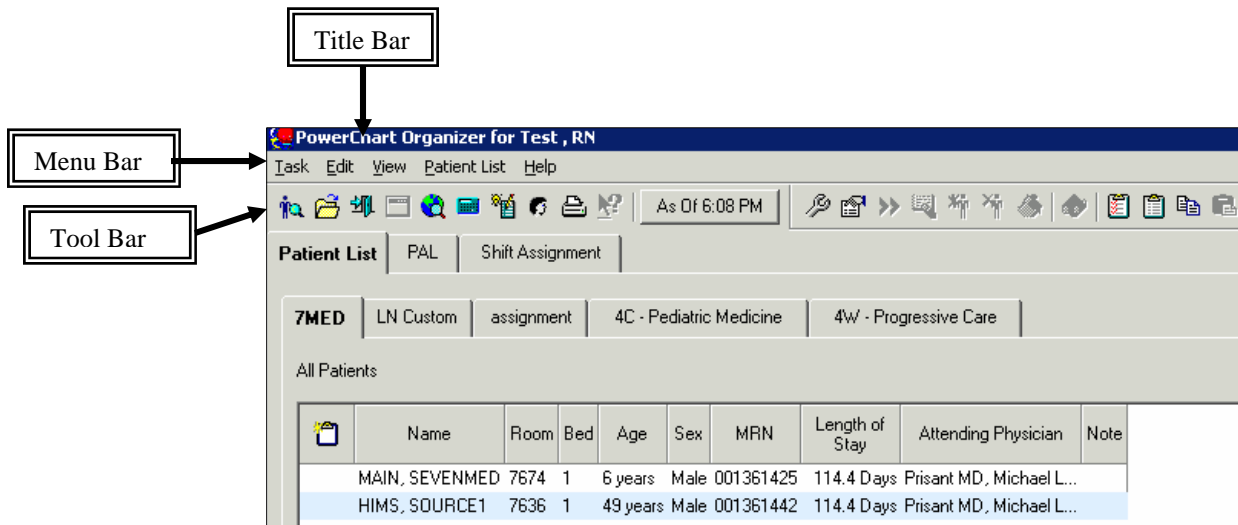 Title Bar
PowerChart Organizer for Test , RN
Menu Bar
Task Edit View Patient List Help
As Of 6:08 PM
Tool Bar
Patient List PAL Shift Assignment
7MED LN Custom assignment 4C - Pediatric Medicine 4W - Progressive Care
All Patients
Name Room Bed Age Sex MRN Length of Stay Attending Physician Note
MAIN, SEVENMED 7674 1 6 years Male 001361425 114.4 Days Prisant MD, Michael L...
HIMS, SOURCE1 7636 1 49 years Male 001361442 114.4 Days Prisant MD, Michael L...